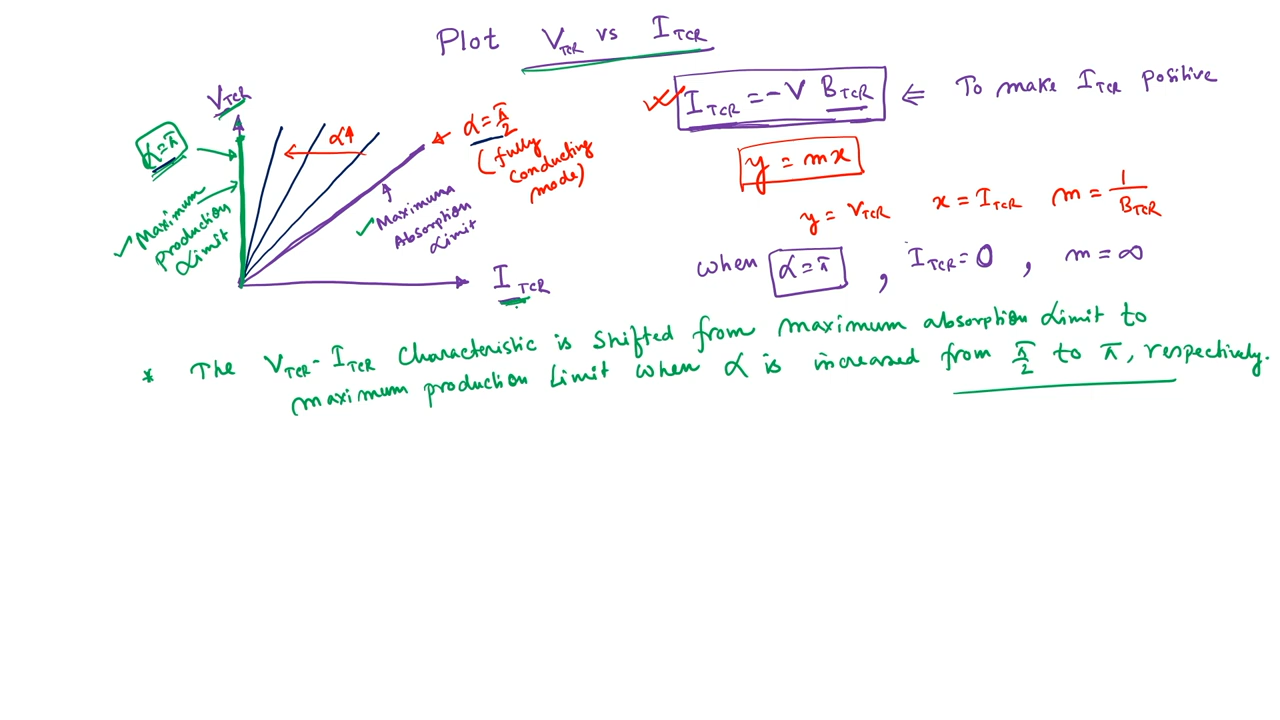 Plot V_TCR vs I_TCR
V_TCR
α = π
✓ Maximum
production
Limit
α↑
α = π/2
(fully
conducting
mode)
✓ Maximum
Absorption
Limit
I_TCR
I_TCR = -V B_TCR ⇐ To make I_TCR positive
y = mx
y = V_TCR x = I_TCR m = 1/B_TCR
when α = π , I_TCR = 0 , m = ∞
* The V_TCR - I_TCR characteristic is shifted from maximum absorption Limit to
maximum production Limit when α is increased from π/2 to π, respectively.